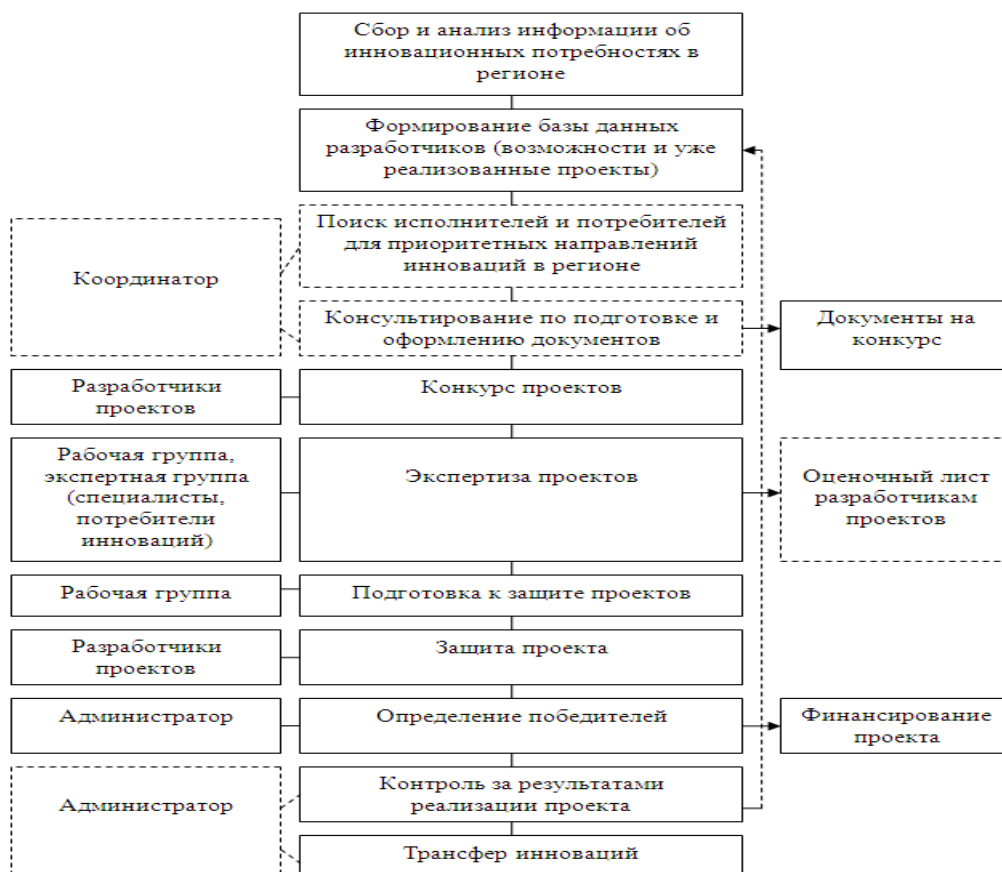 Сбор и анализ информации об
инновационных потребностях в
регионе
Формирование базы данных
разработчиков (возможности и уже
реализованные проекты)
Координатор
Поиск исполнителей и потребителей
для приоритетных направлений
инноваций в регионе
Консультирование по подготовке и
оформлению документов
Документы на
конкурс
Разработчики
проектов
Конкурс проектов
Рабочая группа,
экспертная группа
(специалисты,
потребители
инноваций)
Экспертиза проектов
Оценочный лист
разработчикам
проектов
Рабочая группа
Подготовка к защите проектов
Разработчики
проектов
Защита проекта
Администратор
Определение победителей
Финансирование
проекта
Администратор
Контроль за результатами
реализации проекта
Трансфер инноваций